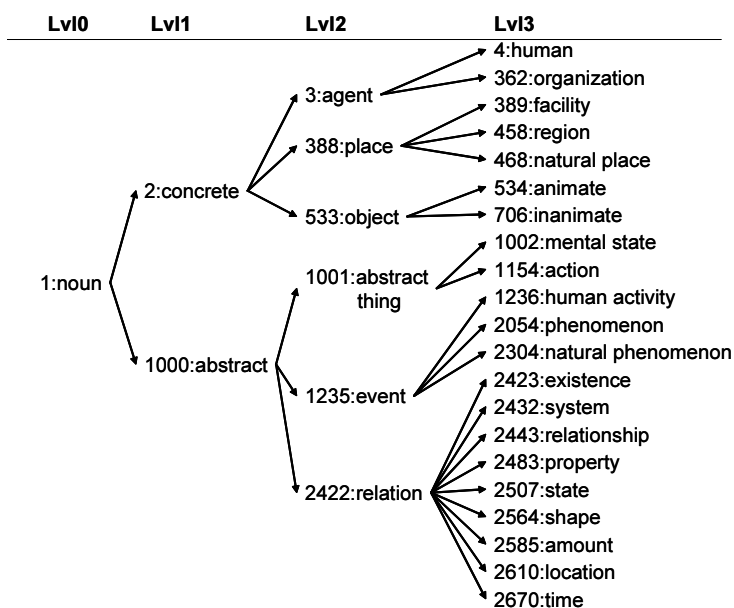 Lvl0 Lvl1 Lvl2 Lvl3
4:human
3:agent
362:organization
389:facility
388:place
458:region
468:natural place
2:concrete
534:animate
533:object
706:inanimate
1002:mental state
1001:abstract
thing
1154:action
1:noun
1236:human activity
2054:phenomenon
2304:natural phenomenon
1000:abstract
2423:existence
1235:event
2432:system
2443:relationship
2483:property
2422:relation
2507:state
2564:shape
2585:amount
2610:location
2670:time